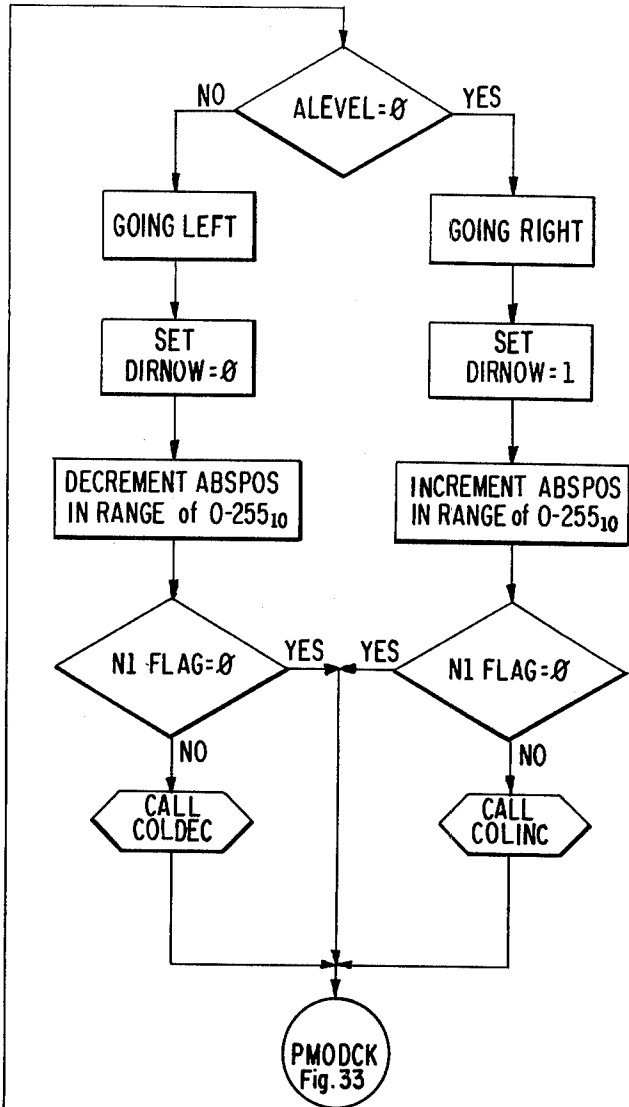 ALEVEL=Ø
NO
YES
GOING LEFT
GOING RIGHT
SET
DIRNOW=Ø
SET
DIRNOW=1
DECREMENT ABSPOS
IN RANGE of 0-255₁₀
INCREMENT ABSPOS
IN RANGE of 0-255₁₀
N1 FLAG=Ø
YES
YES
N1 FLAG=Ø
NO
NO
CALL
COLDEC
CALL
COLINC
PMODCK
Fig. 33